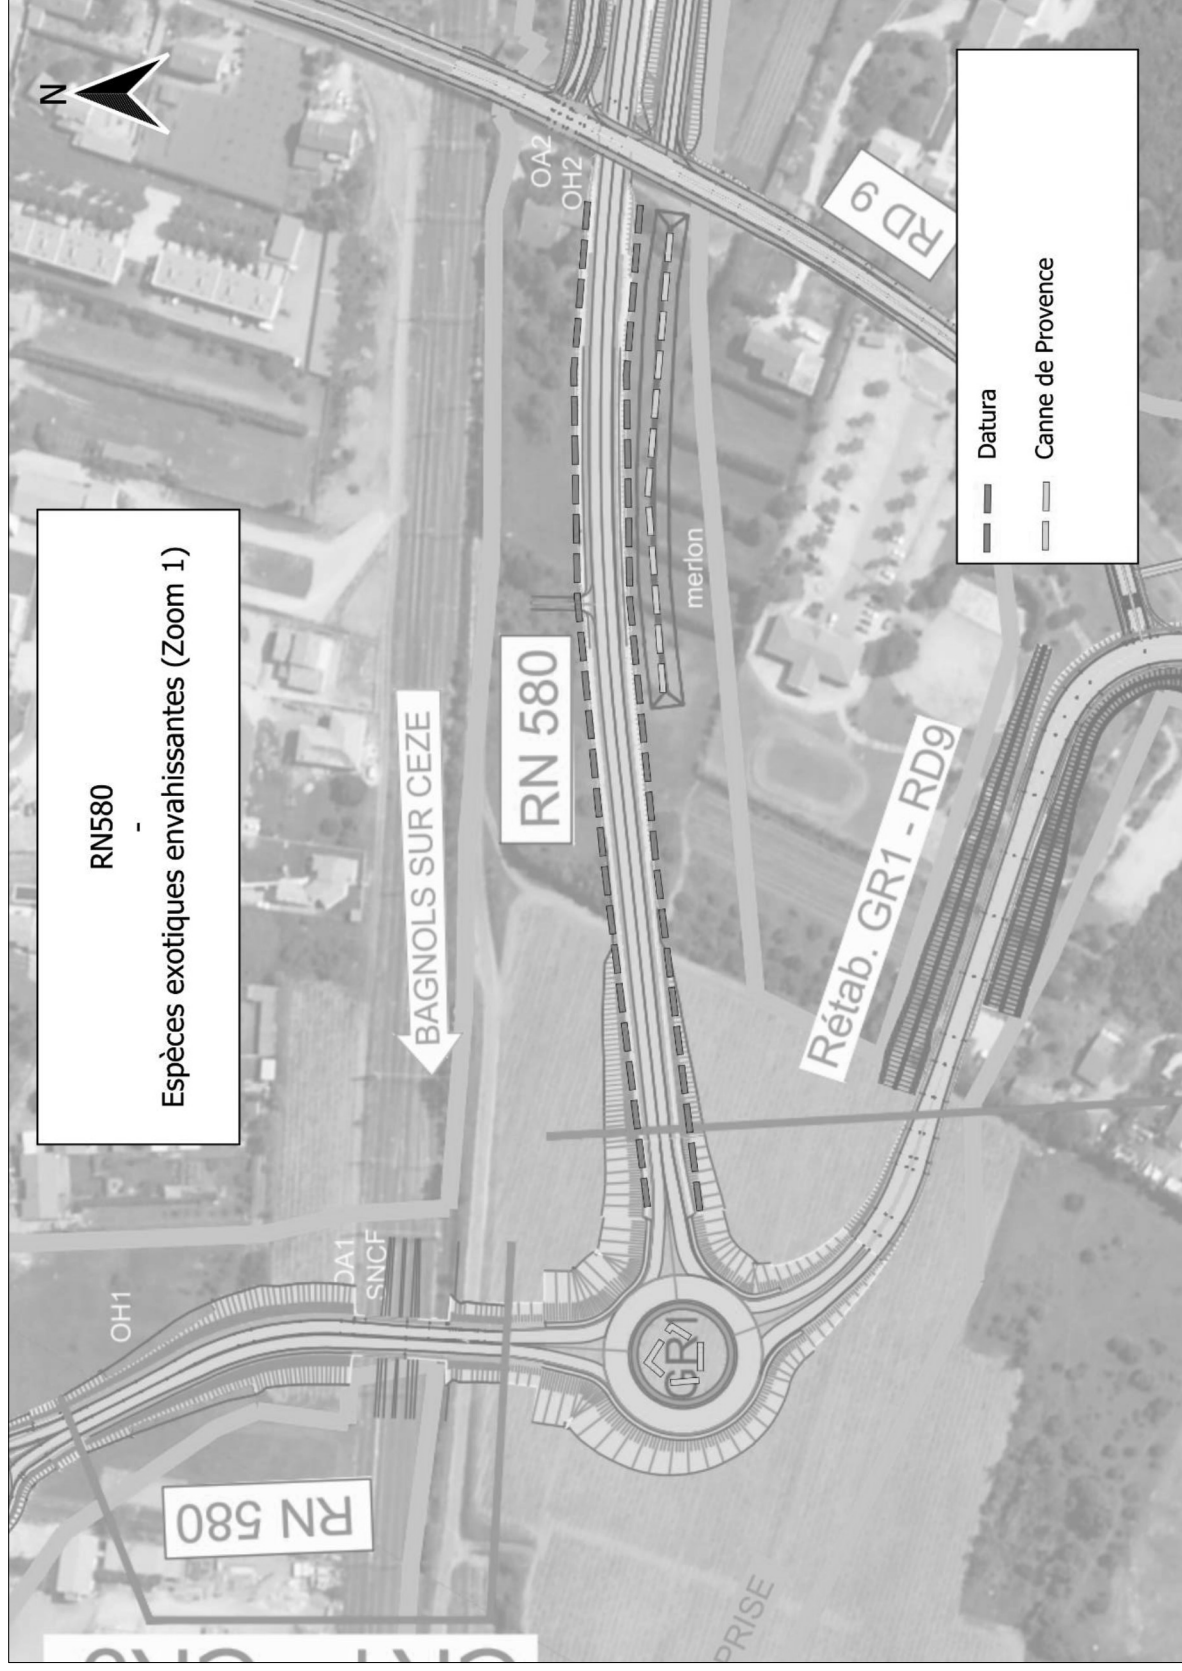 RN580
-
Espèces exotiques envahissantes (Zoom 1)
N
OA2
OH2
RD 9
RN 580
merlon
BAGNOLS SUR CEZE
Rétab. GR1 - RD9
OH1
OA1
SNCF
GR1
RN 580
PRISE
Datura
Canne de Provence